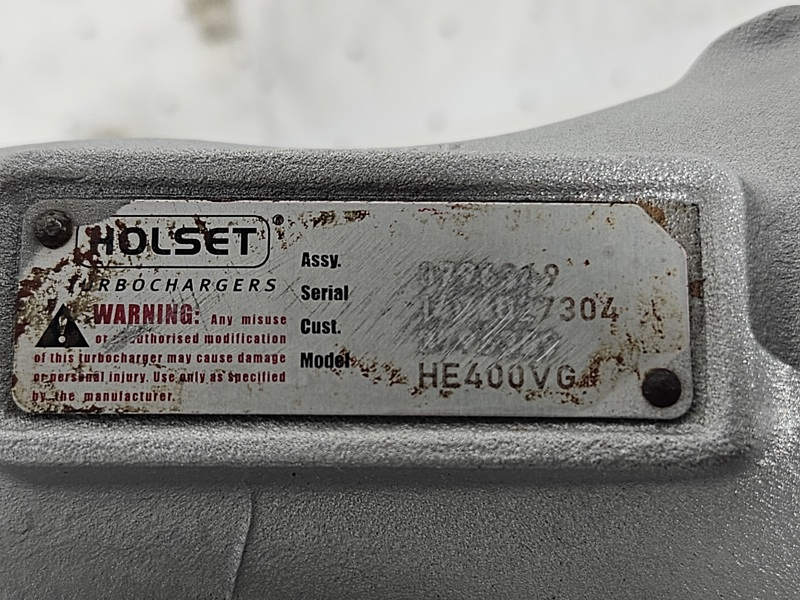 HOLSET®
TURBOCHARGERS
WARNING: Any misuse
or unauthorised modification
of this turbocharger may cause damage
or personal injury. Use only as specified
by the manufacturer.
Assy.
Serial
Cust.
Model HE400VG